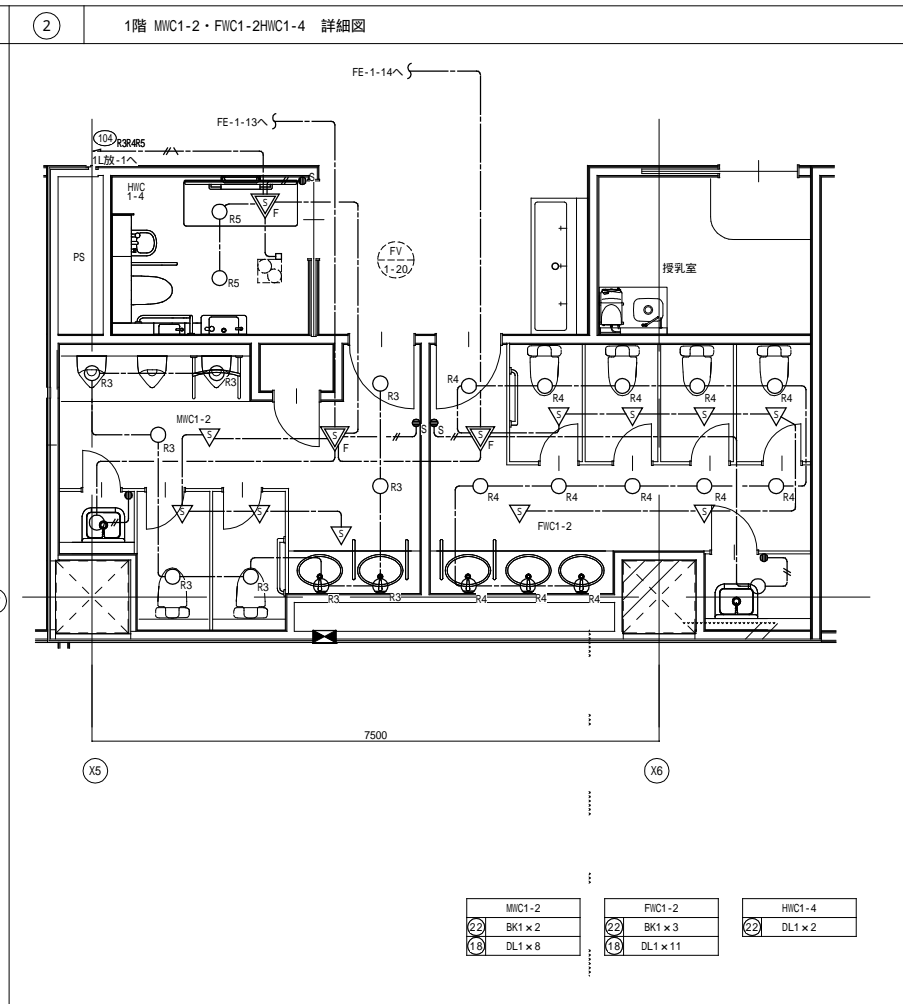 2
1階 MWC1-2・FWC1-2HWC1-4 詳細図
FE-1-14へ
FE-1-13へ
104 R3R4R5
1L放-1へ
HWC
1-4
S
S
F
R5
R5
PS
FV
1-20
授乳室
R3
R3
R3
R4
R4
R4
R4
R4
MWC1-2
R3
S
S
F
S
S
S
F
S
S
S
S
R3
R4
R4
R4
R4
R4
S
S
S
S
FWC1-2
S
R3
R3
R3
R3
R4
R4
R4
7500
X5
X6
MWC1-2
22 BK1×2
18 DL1×8
FWC1-2
22 BK1×3
18 DL1×11
HWC1-4
22 DL1×2